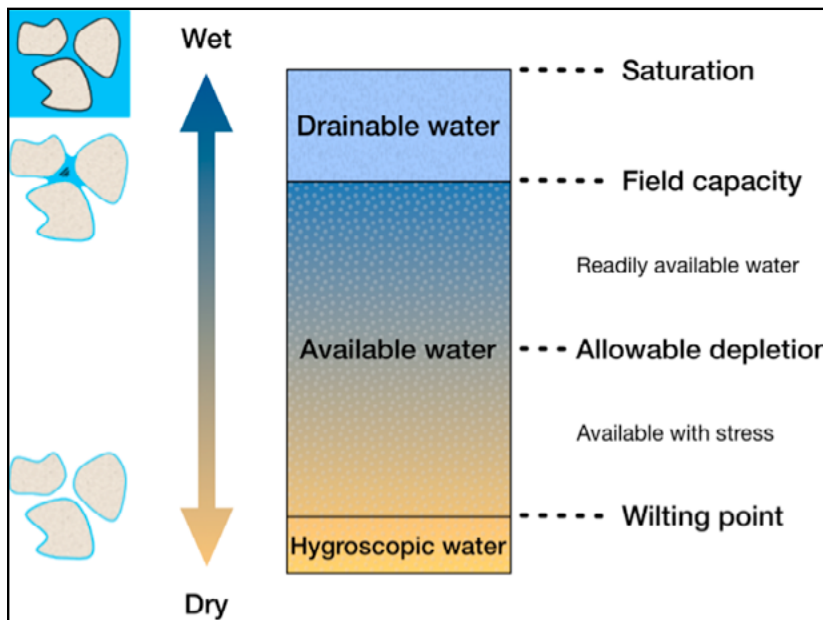 Wet
Saturation
Drainable water
Field capacity
Readily available water
Available water
Allowable depletion
Available with stress
Wilting point
Hygroscopic water
Dry